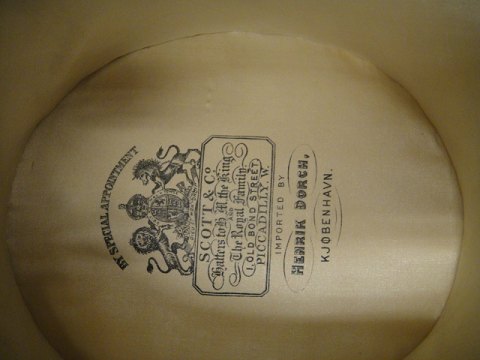 BY SPECIAL APPOINTMENT
SCOTT & Co.
Hatters to H.M. the King
AND
The Royal Family
1, OLD BOND STREET
PICCADILLY, W.
IMPORTED BY
HENRIK DORCH,
KJØBENHAVN.